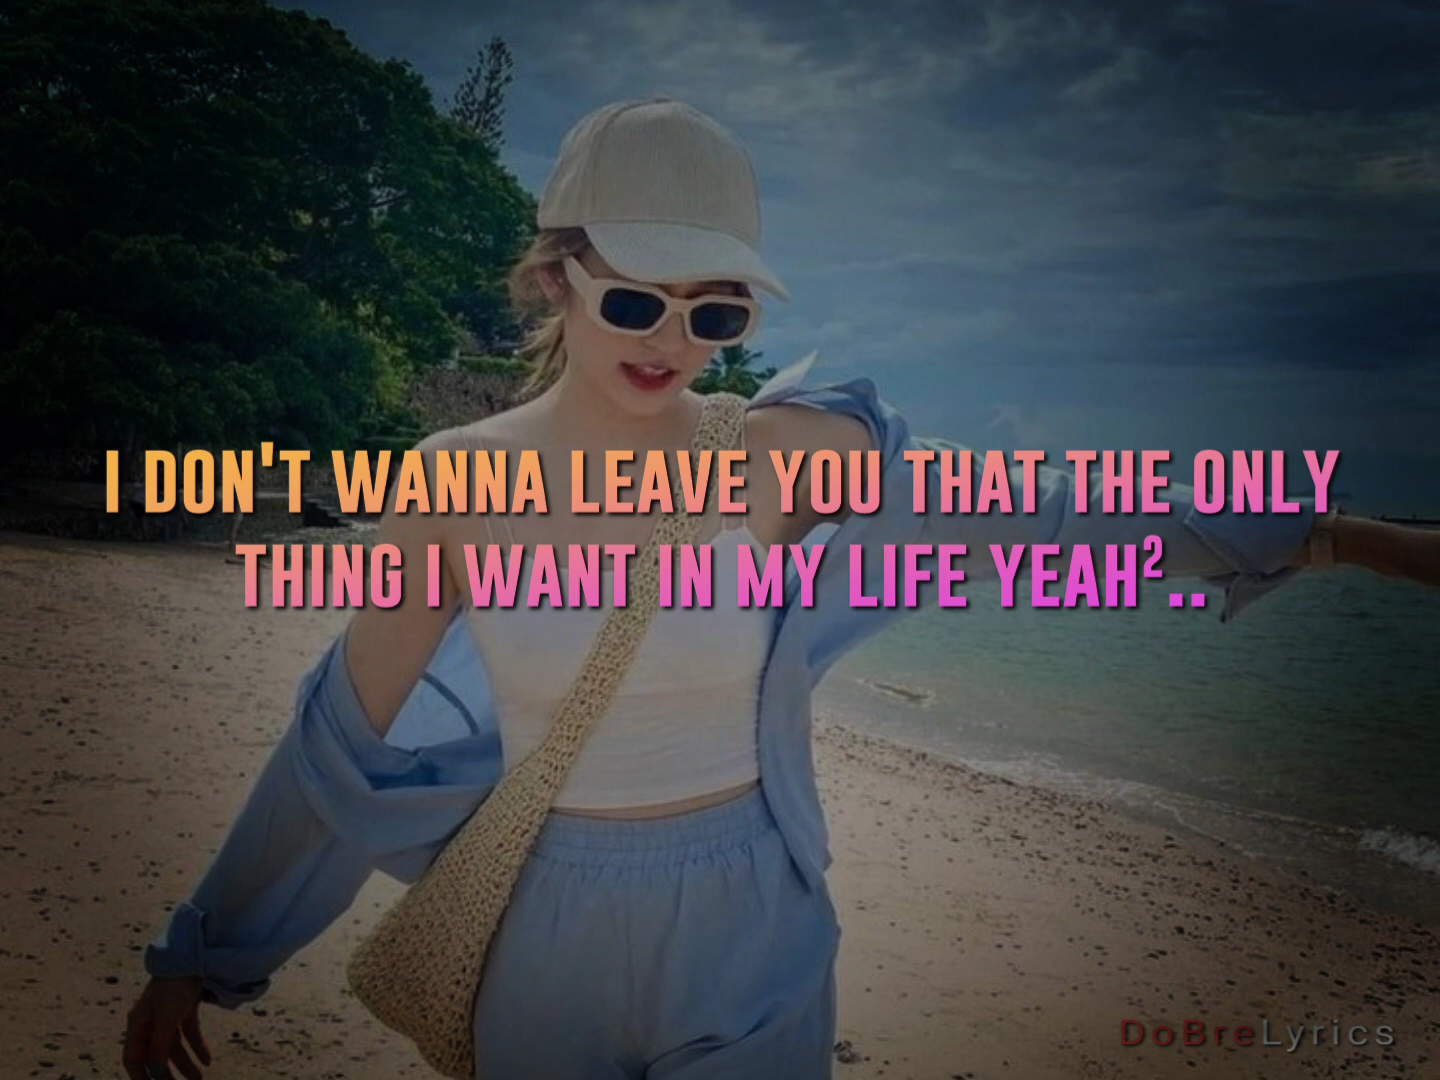 I DON'T WANNA LEAVE YOU THAT THE ONLY
THING I WANT IN MY LIFE YEAH²..
DoBreLyrics